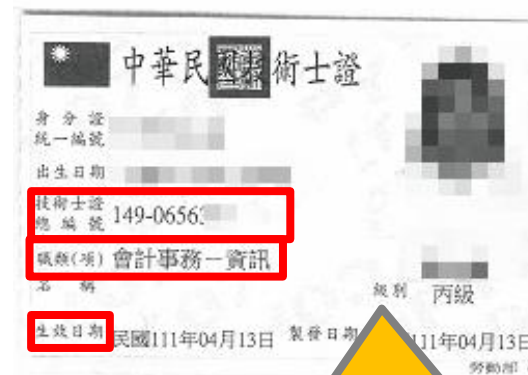 中華民國技術士證
身分證
統一編號
出生日期
技術士證
總編號 149-0656
職類(項) 會計事務－資訊
名稱
級別 丙級
生效日期 民國111年04月13日 製發日期 111年04月13日
勞動部